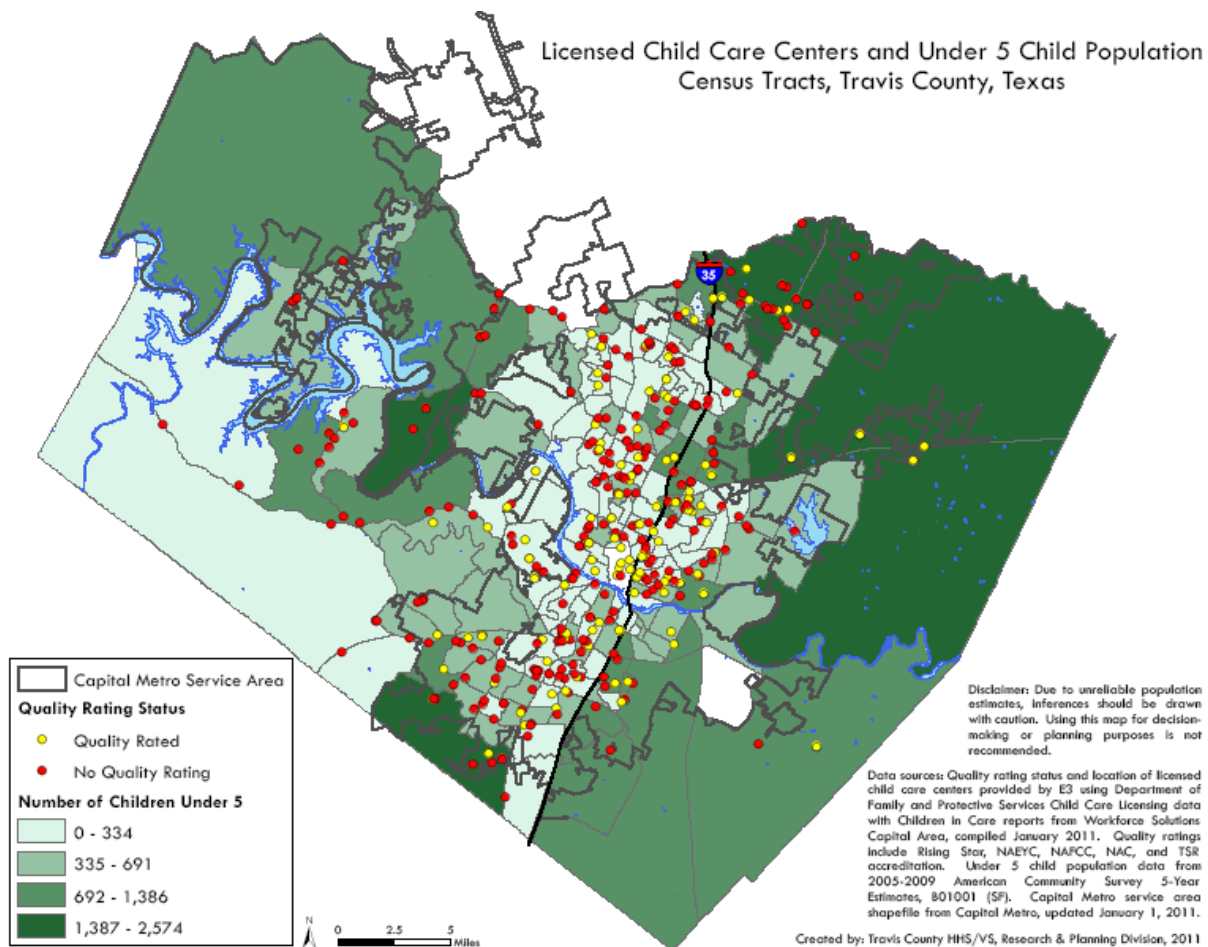 Licensed Child Care Centers and Under 5 Child Population
Census Tracts, Travis County, Texas
35
Capital Metro Service Area
Quality Rating Status
Quality Rated
No Quality Rating
Number of Children Under 5
0 - 334
335 - 691
692 - 1,386
1,387 - 2,574
N
0 2.5 5
Miles
Disclaimer: Due to unreliable population
estimates, inferences should be drawn
with caution. Using this map for decision-
making or planning purposes is not
recommended.
Data sources: Quality rating status and location of licensed
child care centers provided by E3 using Department of
Family and Protective Services Child Care Licensing data
with Children in Care reports from Workforce Solutions
Capital Area, compiled January 2011. Quality ratings
include Rising Star, NAEYC, NAFCC, NAC, and TSR
accreditation. Under 5 child population data from
2005-2009 American Community Survey 5-Year
Estimates, B01001 (SF). Capital Metro service area
shapefile from Capital Metro, updated January 1, 2011.
Created by: Travis County HHS/VS, Research & Planning Division, 2011